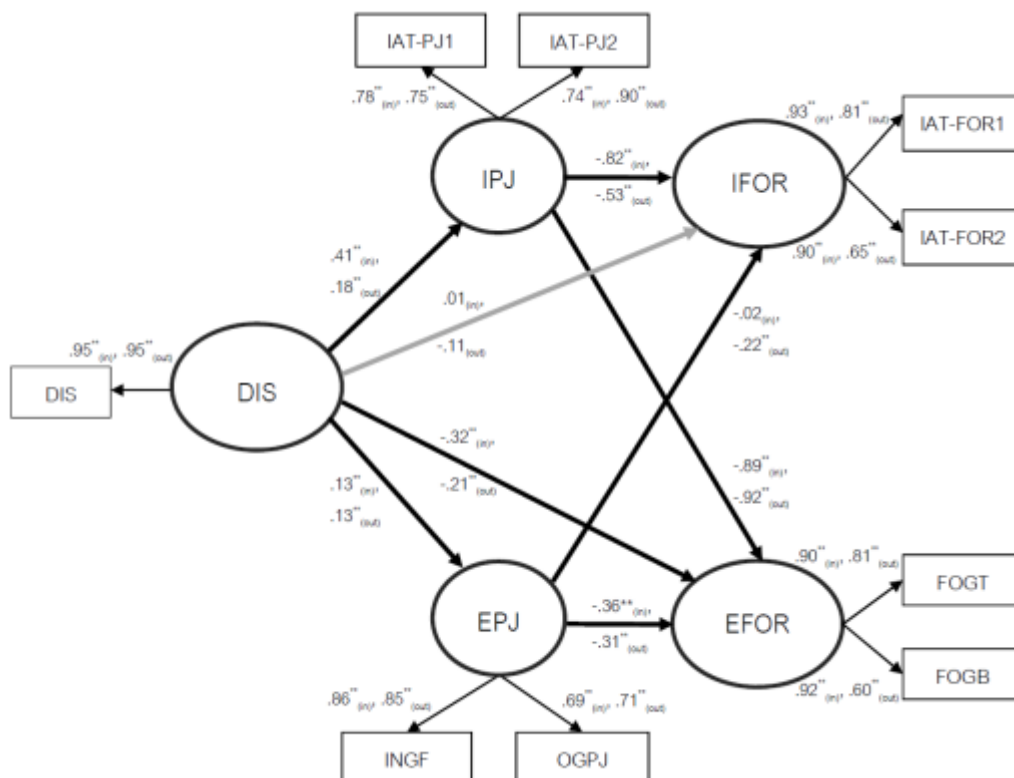 IAT-PJ1
IAT-PJ2
.78**(in), .75**(out)
.74**(in), .90**(out)
.93**(in), .81**(out)
IAT-FOR1
IPJ
-.82**(in),
-.53**(out)
IFOR
IAT-FOR2
.90**(in), .65**(out)
.41**(in),
.18**(out)
.01(in),
-.11(out)
-.02(in),
-.22**(out)
.95**(in), .95**(out)
DIS
DIS
-.32**(in),
-.21**(out)
-.89**(in),
-.92**(out)
.13**(in),
.13**(out)
.90**(in), .81**(out)
FOGT
EPJ
-.36**(in),
-.31**(out)
EFOR
FOGB
.92**(in), .60**(out)
.86**(in), .85**(out)
.69**(in), .71**(out)
INGF
OGPJ